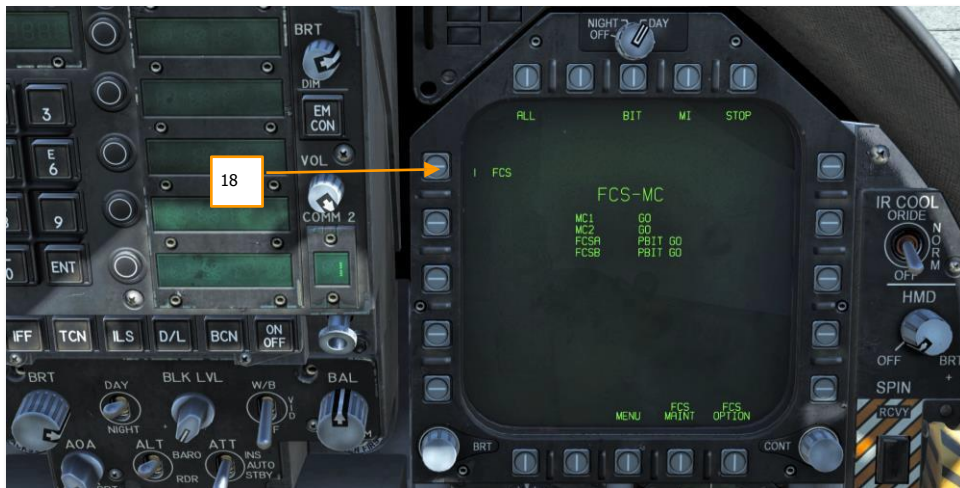 NIGHT DAY
OFF
BRT
DIM
ALL BIT MI STOP
3
EM
CON
E
6
18
VOL
I FCS
FCS-MC
IR COOL
ORIDE
NORM
OFF
9
COMM 2
MC1 GO
MC2 GO
FCSA PBIT GO
FCSB PBIT GO
ENT
HMD
IFF TCN ILS D/L BCN ON
OFF
OFF BRT
BRT DAY BLK LVL W/B BAL
VID
NIGHT
SPIN
MENU FCS
MAINT FCS
OPTION
RCVY
AOA ALT BARO ATT INS
AUTO
RDR STBY
BRT CONT